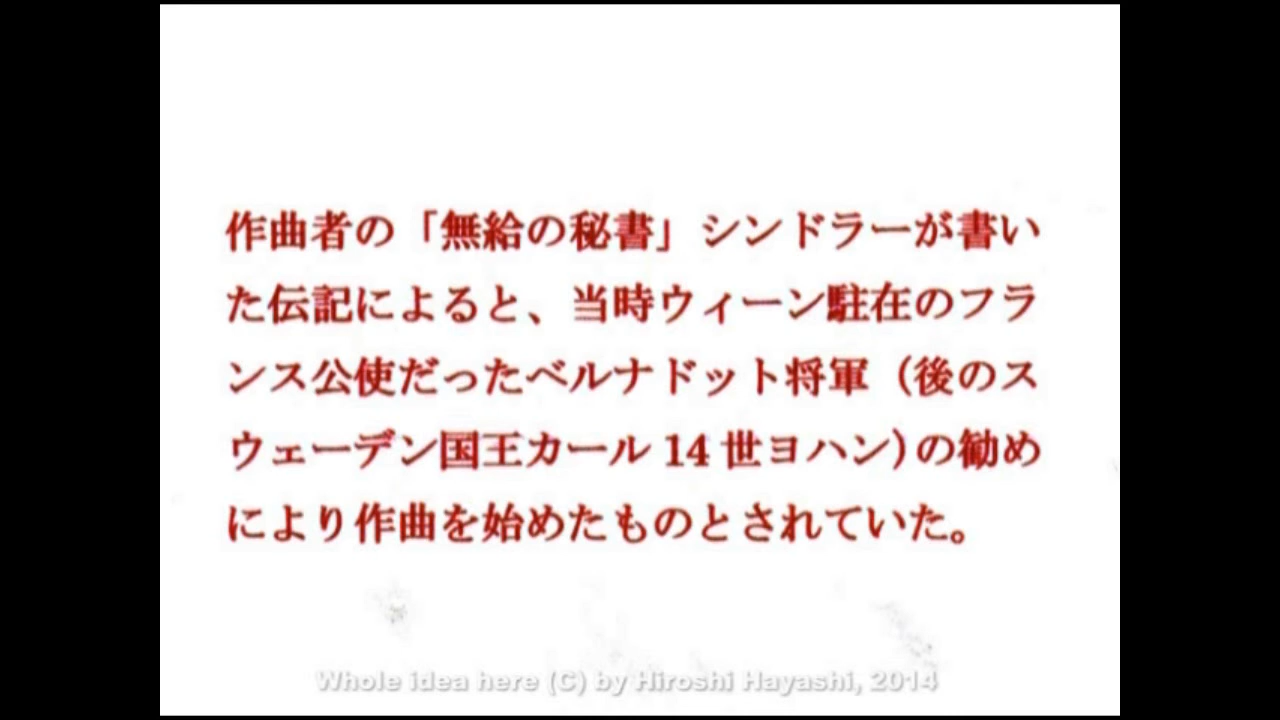 作曲者の「無給の秘書」シンドラーが書い
た伝記によると、当時ウィーン駐在のフラ
ンス公使だったベルナドット将軍（後のス
ウェーデン国王カール 14 世ヨハン）の勧め
により作曲を始めたものとされていた。
Whole idea here (C) by Hiroshi Hayashi, 2014